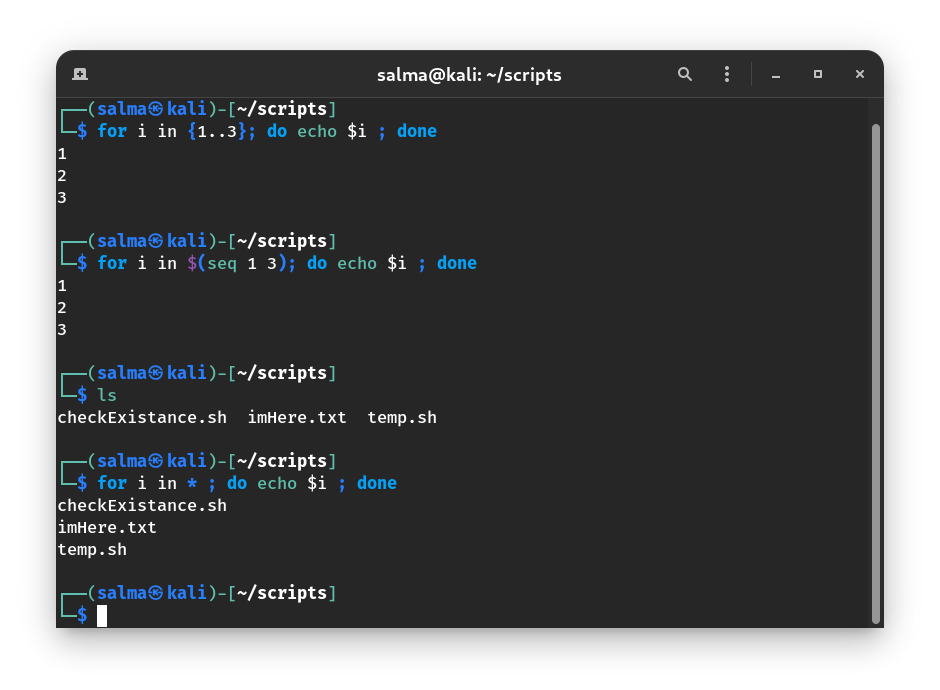 salma@kali: ~/scripts
┌──(salma㉿kali)-[~/scripts]
└─$ for i in {1..3}; do echo $i ; done
1
2
3
┌──(salma㉿kali)-[~/scripts]
└─$ for i in $(seq 1 3); do echo $i ; done
1
2
3
┌──(salma㉿kali)-[~/scripts]
└─$ ls
checkExistance.sh  imHere.txt  temp.sh
┌──(salma㉿kali)-[~/scripts]
└─$ for i in * ; do echo $i ; done
checkExistance.sh
imHere.txt
temp.sh
┌──(salma㉿kali)-[~/scripts]
└─$